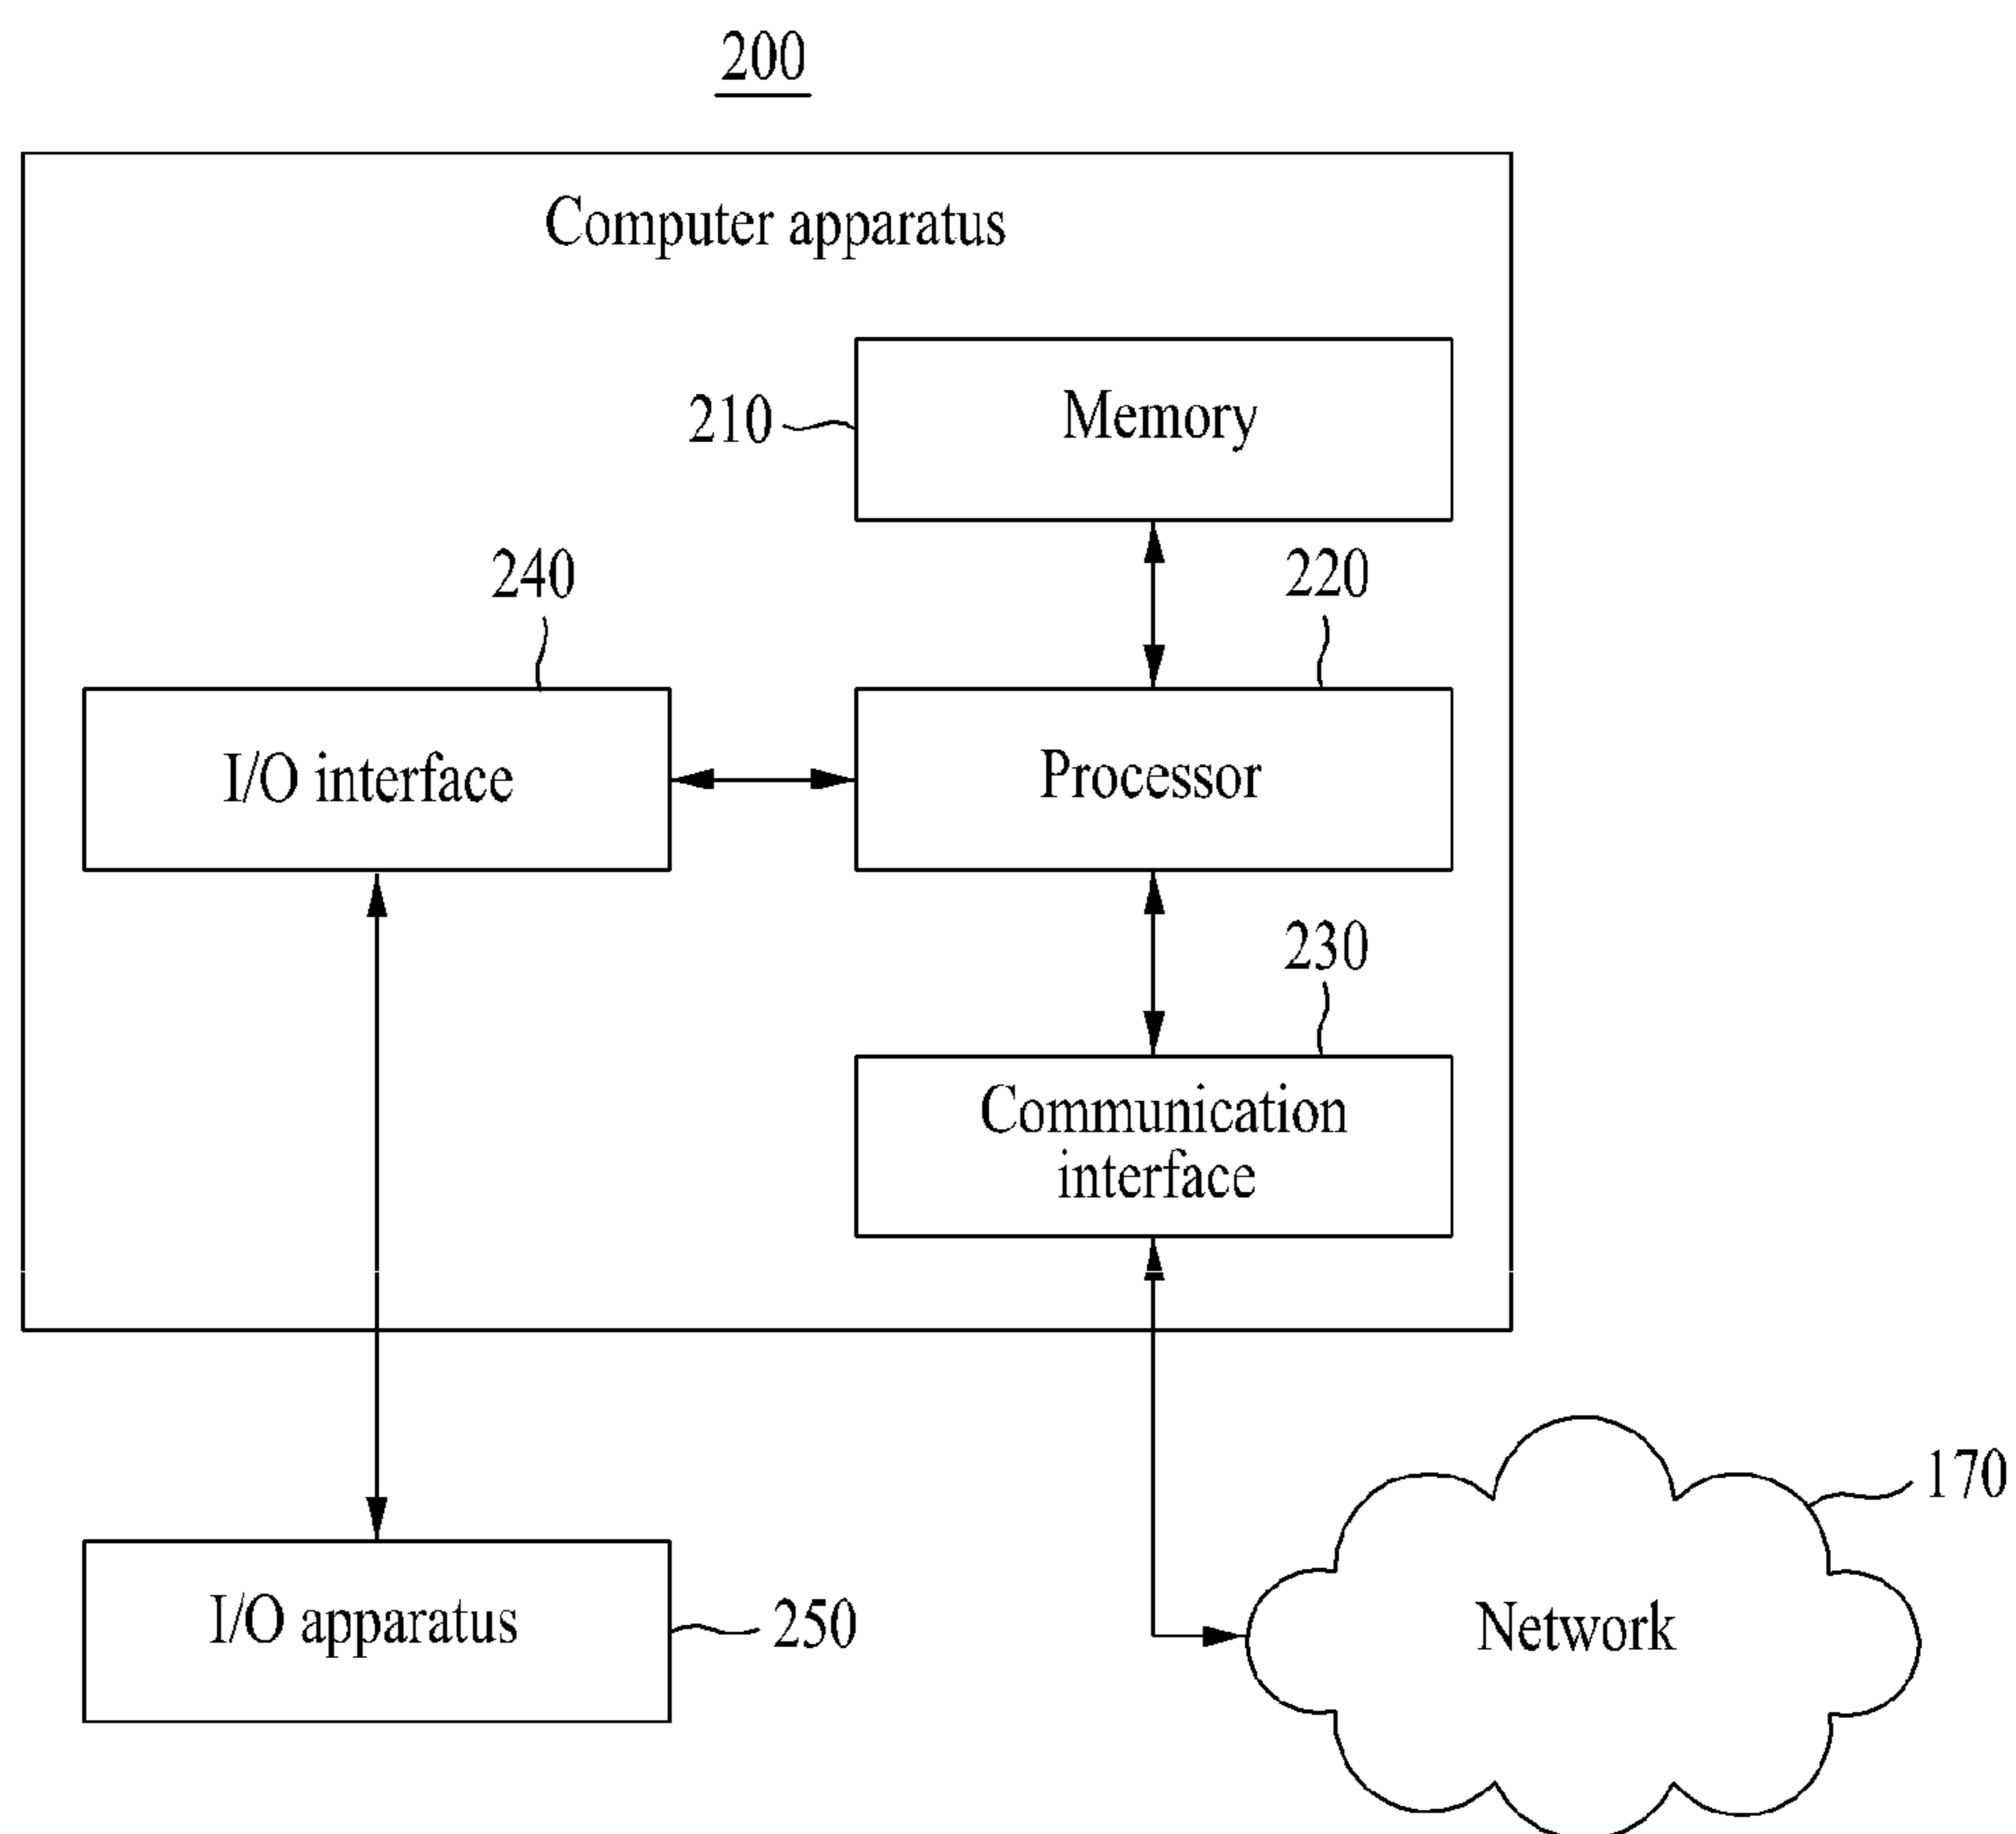 200
Computer apparatus
210
Memory
240
220
I/O interface
Processor
230
Communication
interface
170
I/O apparatus
250
Network